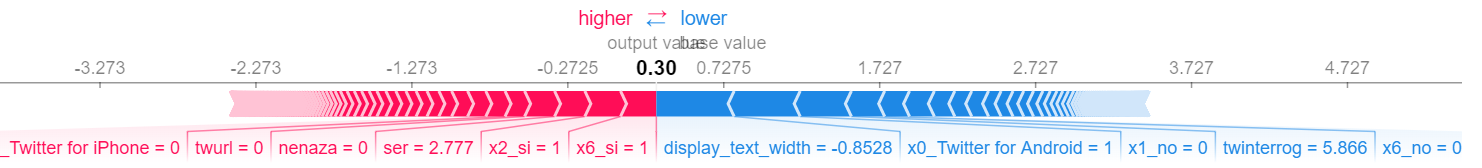 higher lower
output value base value
-3.273 -2.273 -1.273 -0.2725 0.30 0.7275 1.727 2.727 3.727 4.727
_Twitter for iPhone = 0 twurl = 0 nenaza = 0 ser = 2.777 x2_si = 1 x6_si = 1 display_text_width = -0.8528 x0_Twitter for Android = 1 x1_no = 0 twinterrog = 5.866 x6_no = 0